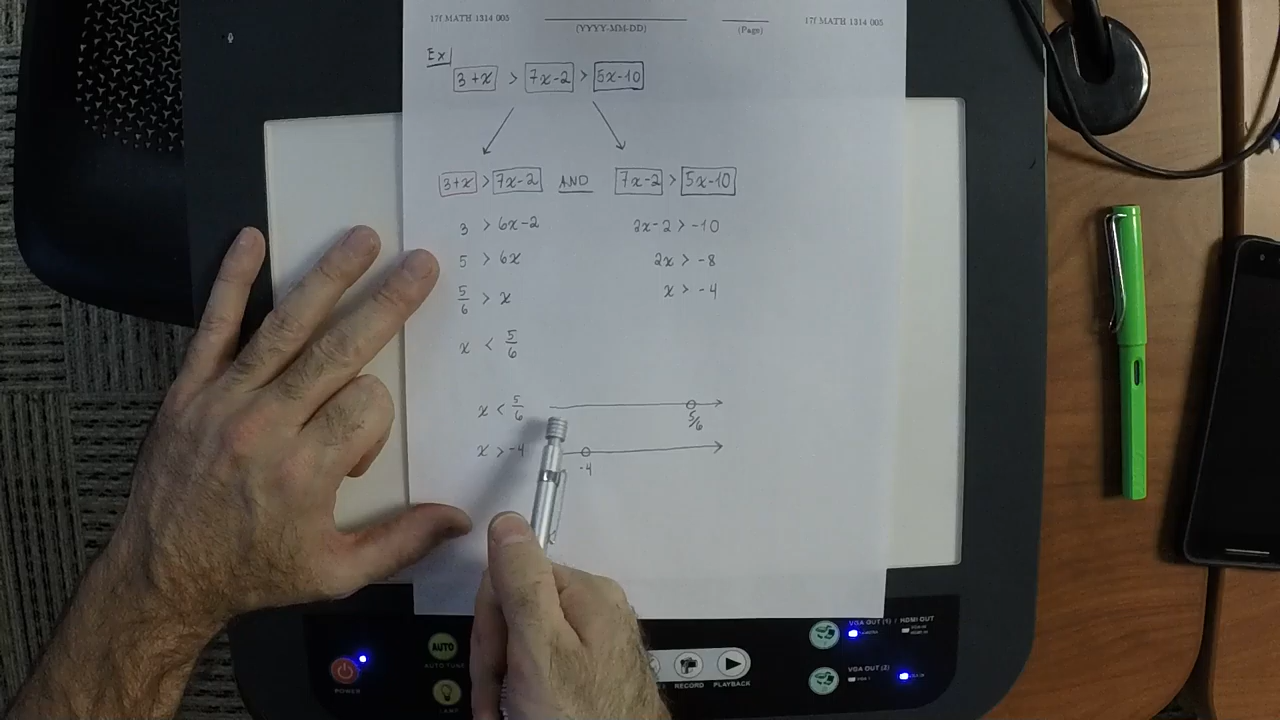 17f MATH 1314 005 (YYYY-MM-DD) (Page) 17f MATH 1314 005
Ex
3+x > 7x-2 > 5x-10
3+x > 7x-2 AND 7x-2 > 5x-10
3 > 6x-2 2x-2 > -10
5 > 6x 2x > -8
5/6 > x x > -4
x < 5/6
x < 5/6 5/6
x > -4 -4
AUTO
AUTO TUNE
POWER
LAMP
RECORD PLAYBACK
VGA OUT (1) / HDMI OUT
VGA OUT (2)
VGA 1